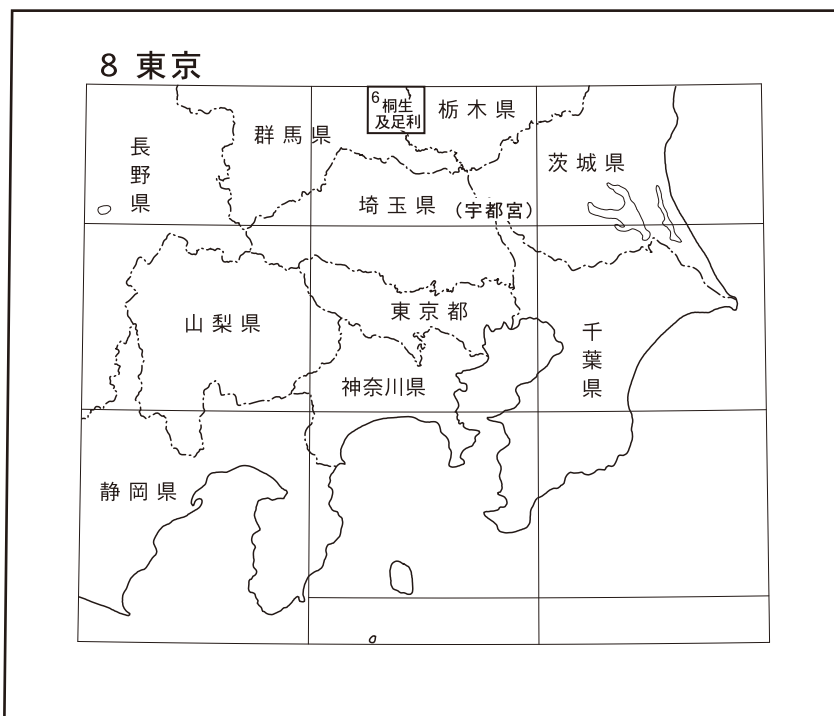 8 東京
6 桐生
及足利
栃木県
群馬県
長野県
茨城県
埼玉県
(宇都宮)
山梨県
東京都
千葉県
神奈川県
静岡県